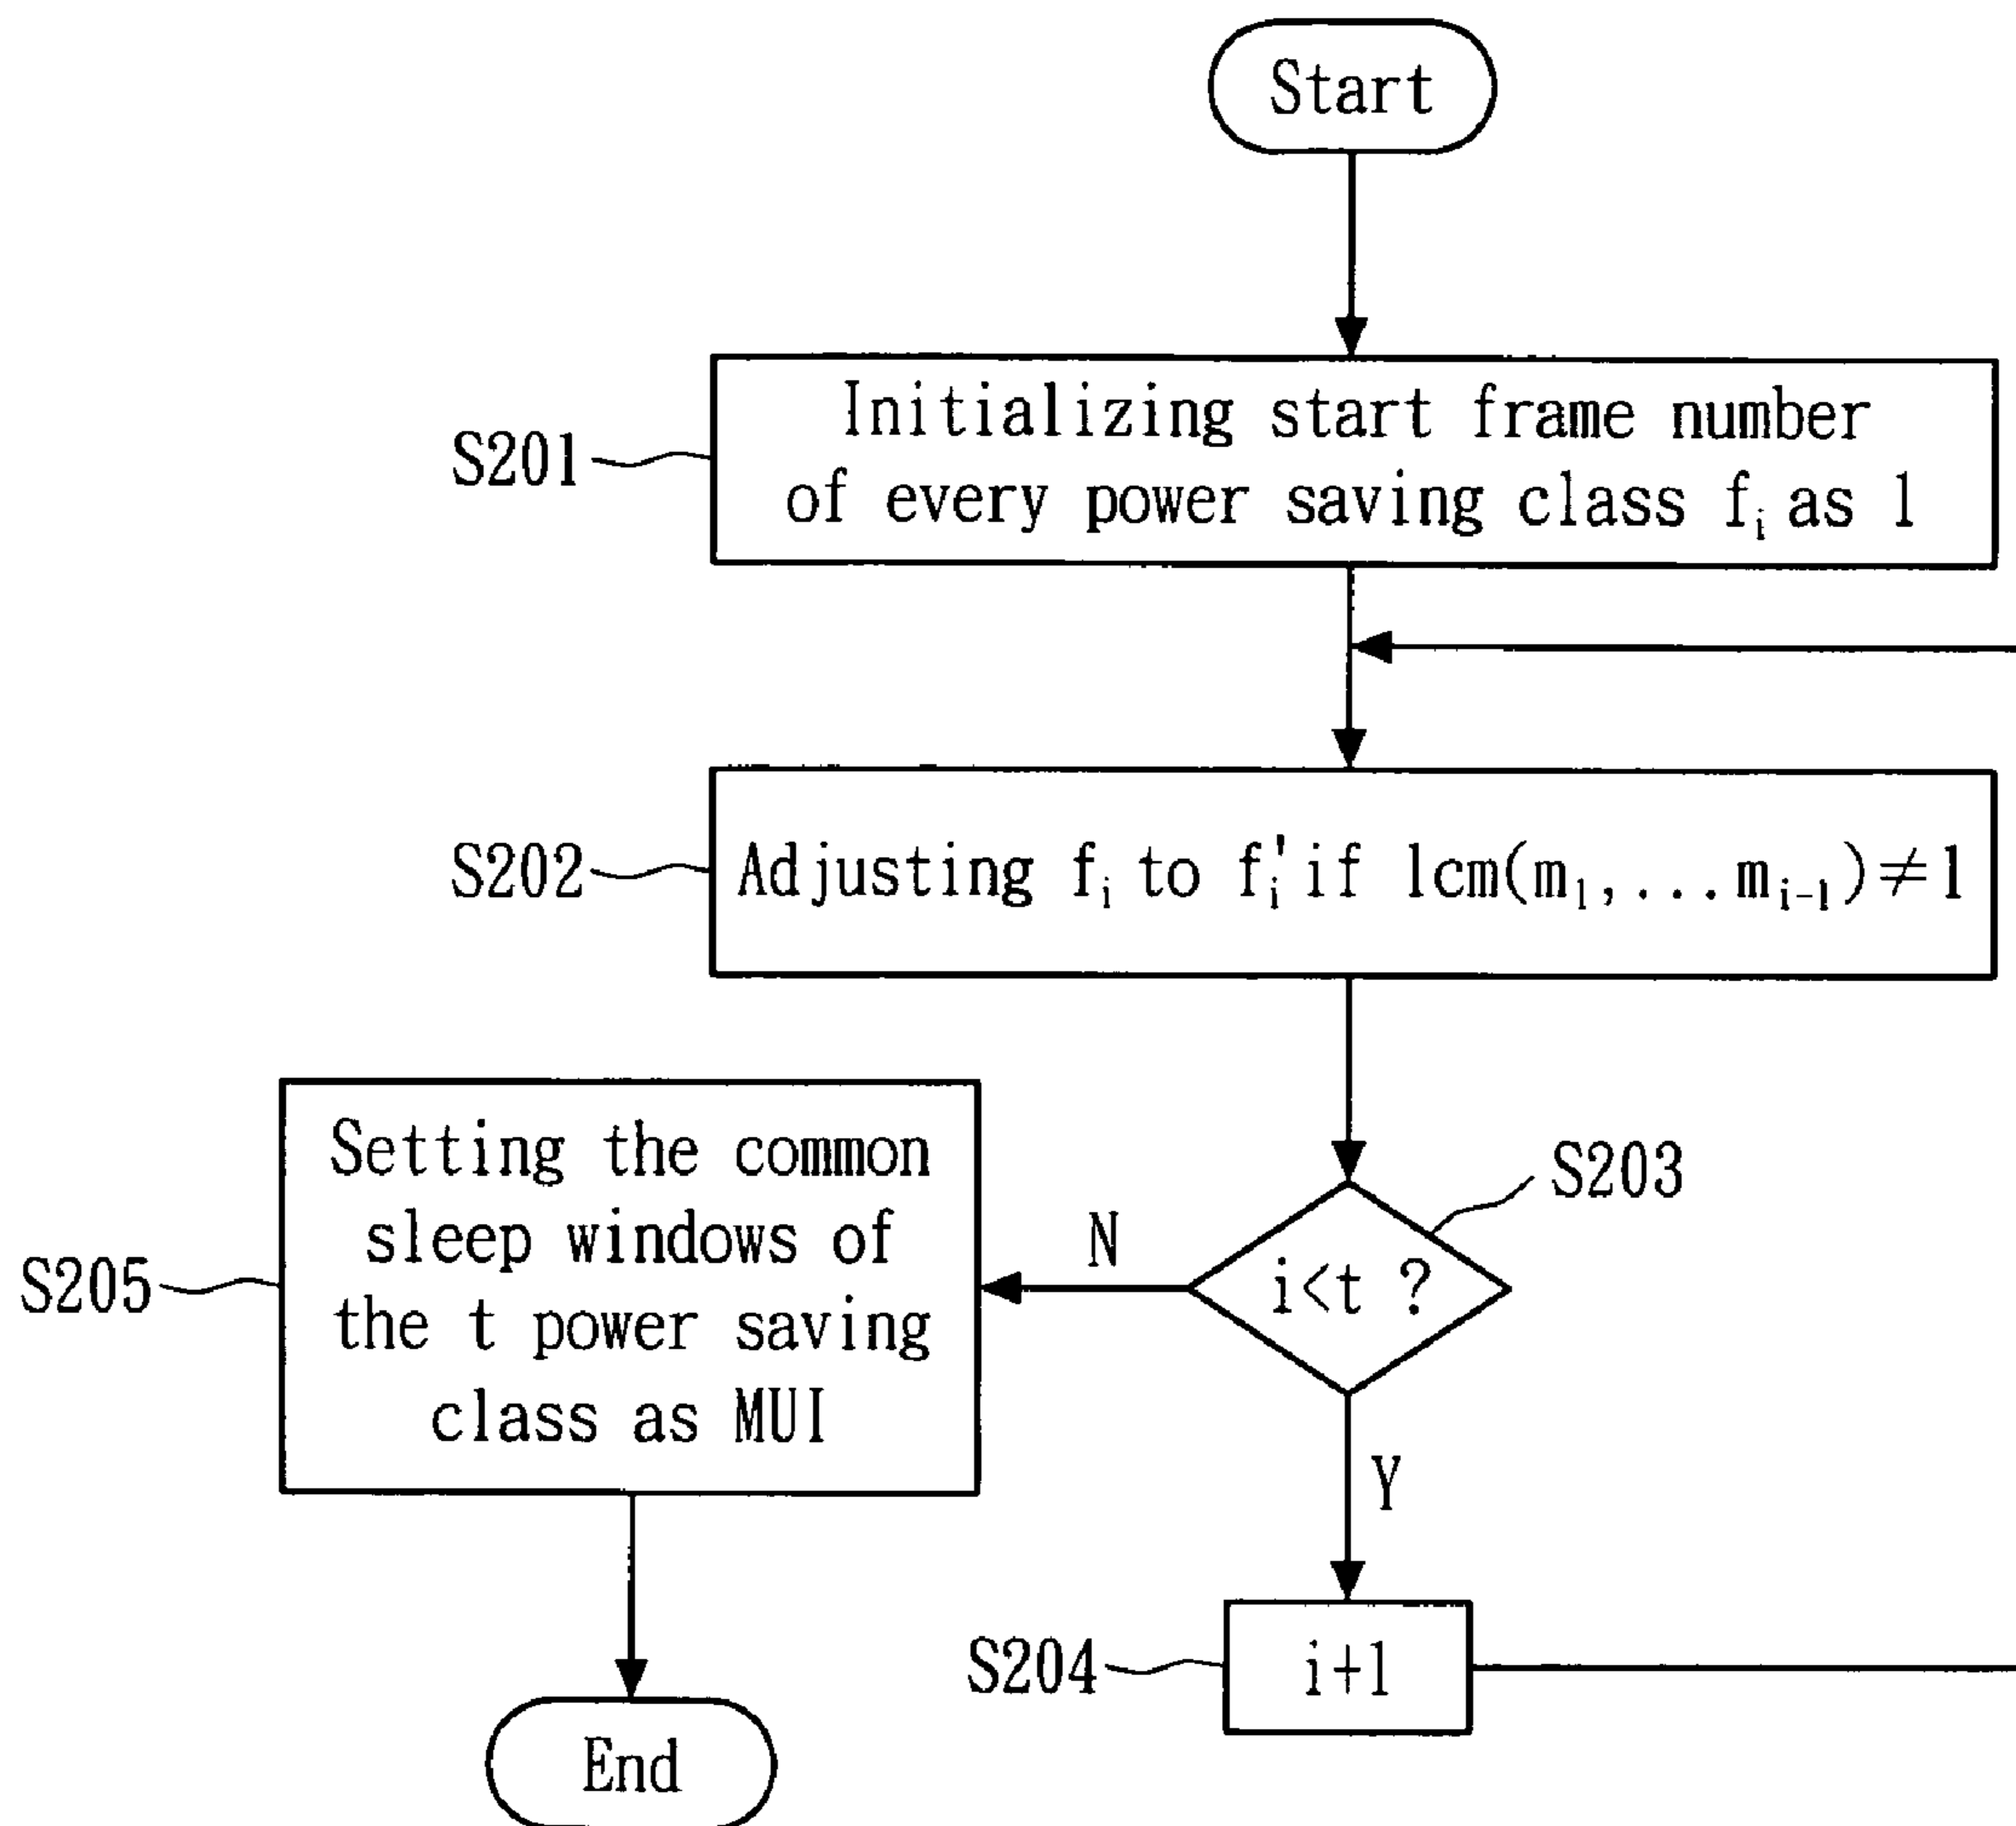 Start
S201
Initializing start frame number
of every power saving class fᵢ as 1
S202
Adjusting fᵢ to fᵢ' if lcm(m₁,...mᵢ₋₁)≠1
S203
i<t ?
N
Y
S205
Setting the common
sleep windows of
the t power saving
class as MUI
S204
i+1
End